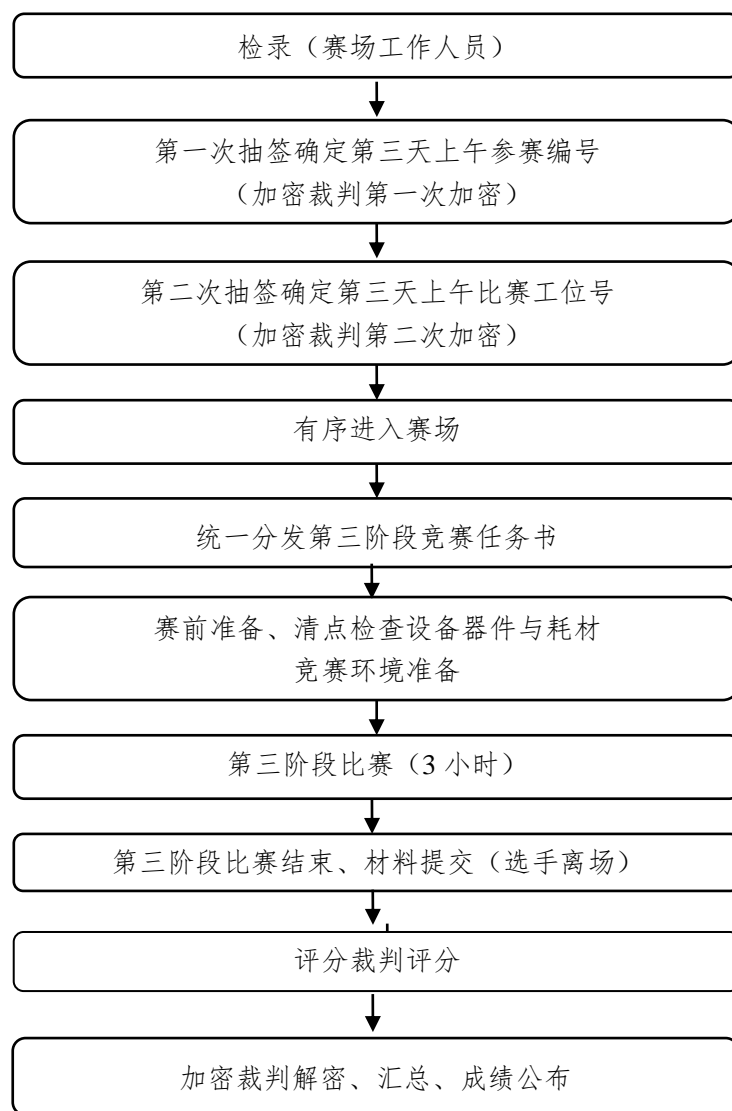 检录（赛场工作人员）
第一次抽签确定第三天上午参赛编号
（加密裁判第一次加密）
第二次抽签确定第三天上午比赛工位号
（加密裁判第二次加密）
有序进入赛场
统一分发第三阶段竞赛任务书
赛前准备、清点检查设备器件与耗材
竞赛环境准备
第三阶段比赛（3 小时）
第三阶段比赛结束、材料提交（选手离场）
评分裁判评分
加密裁判解密、汇总、成绩公布